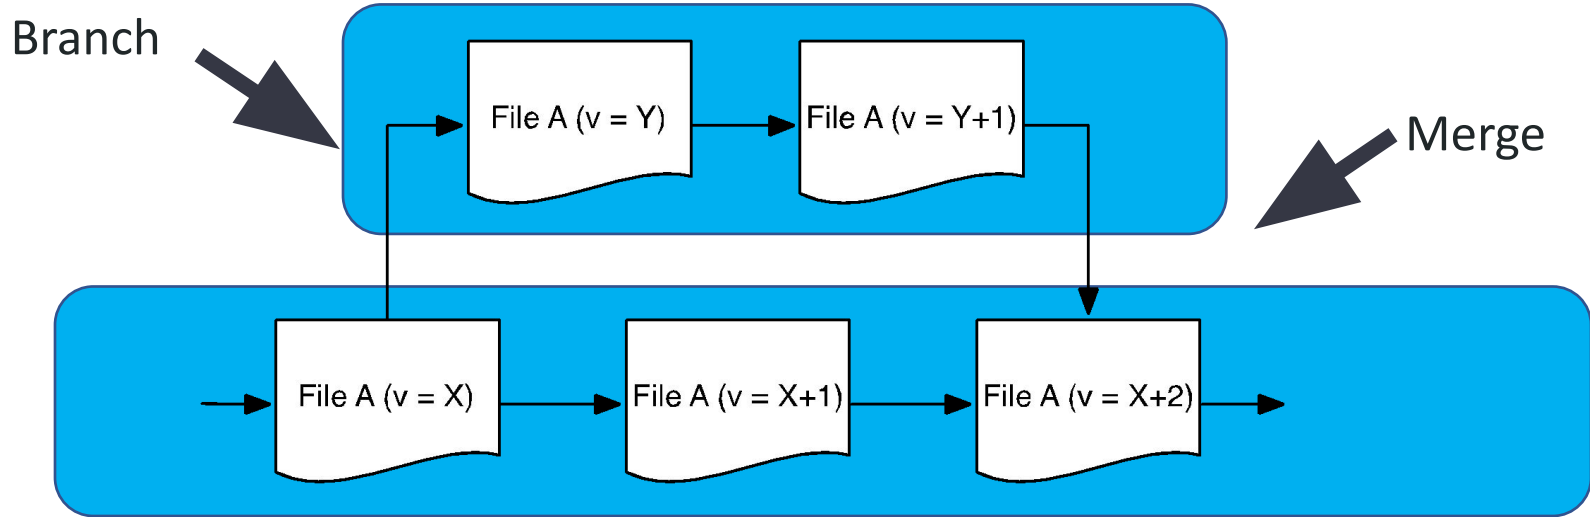 Branch
File A (v = Y)
File A (v = Y+1)
Merge
File A (v = X)
File A (v = X+1)
File A (v = X+2)